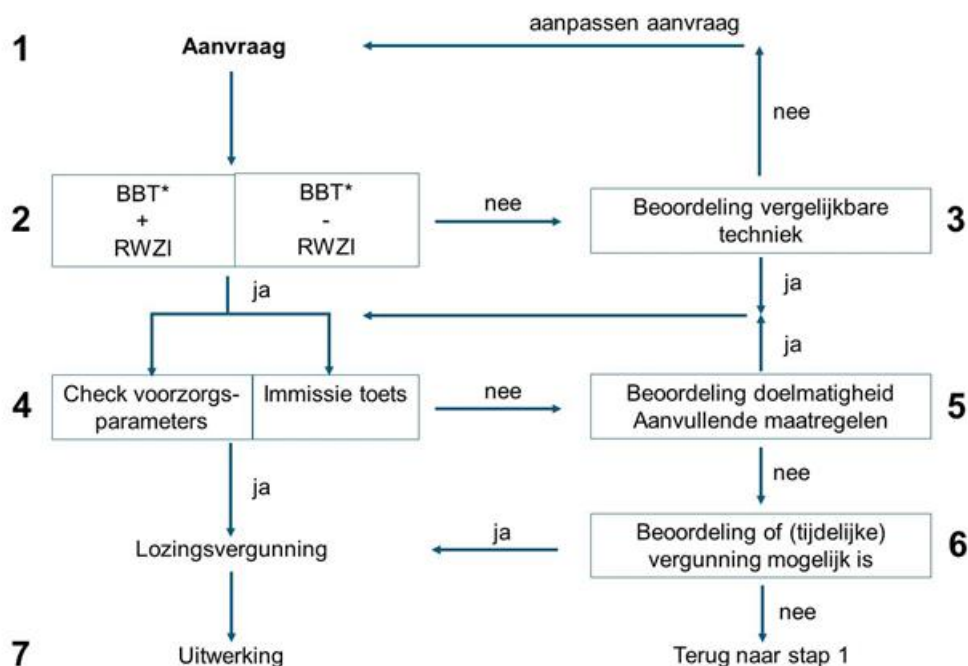 aanpassen aanvraag
1 Aanvraag
nee
2
BBT*
+
RWZI
BBT*
-
RWZI
nee
Beoordeling vergelijkbare
techniek
3
ja
ja
ja
4
Check voorzorgs-
parameters
Immissie toets
nee
Beoordeling doelmatigheid
Aanvullende maatregelen
5
ja
nee
Lozingsvergunning
ja
Beoordeling of (tijdelijke)
vergunning mogelijk is
6
nee
7 Uitwerking
Terug naar stap 1